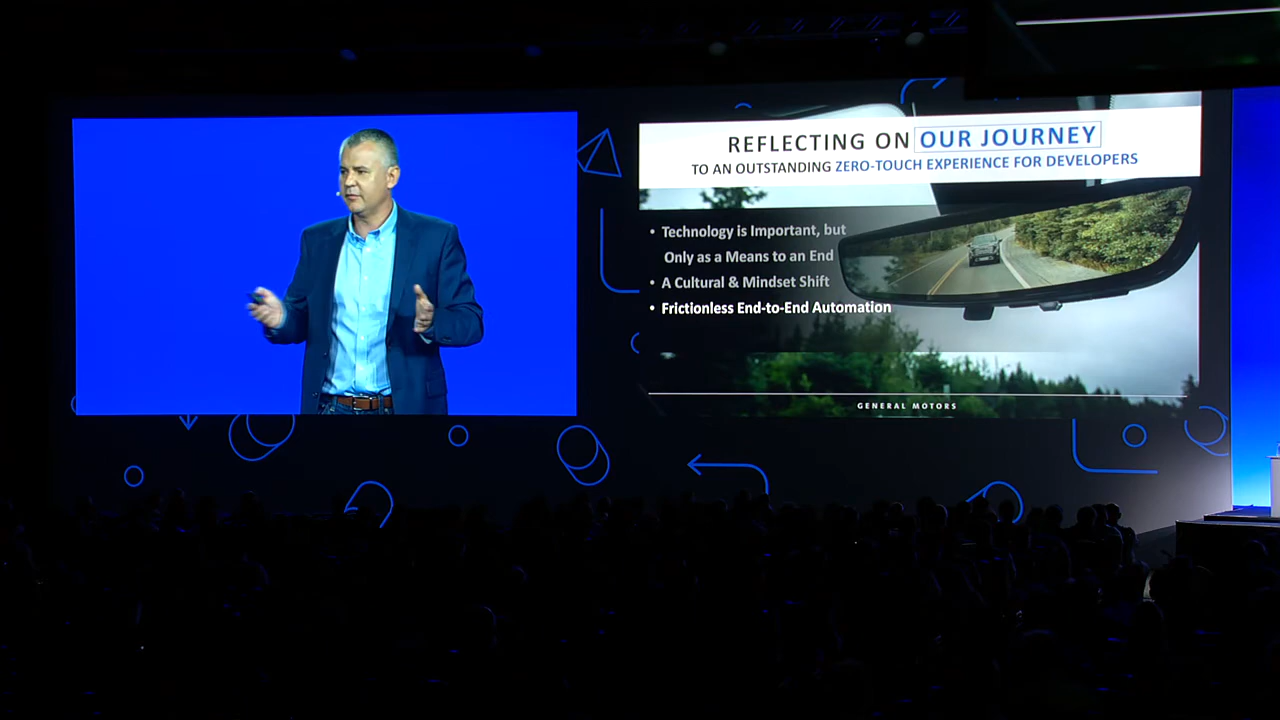 REFLECTING ON OUR JOURNEY
TO AN OUTSTANDING ZERO-TOUCH EXPERIENCE FOR DEVELOPERS
• Technology is Important, but
Only as a Means to an End
• A Cultural & Mindset Shift
• Frictionless End-to-End Automation
GENERAL MOTORS